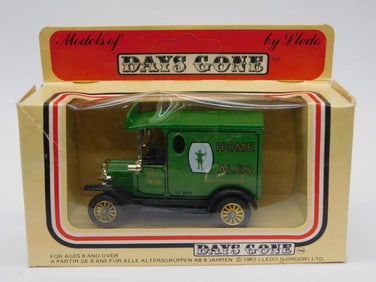 Models of by Lledo
DAYS GONE
HOME
ALES
DAYS GONE
FOR AGES 8 AND OVER
A PARTIR DE 8 ANS FÜR ALLE ALTERSGRUPPEN AB 8 JAHREN © 1983 LLEDO (LONDON) LTD.